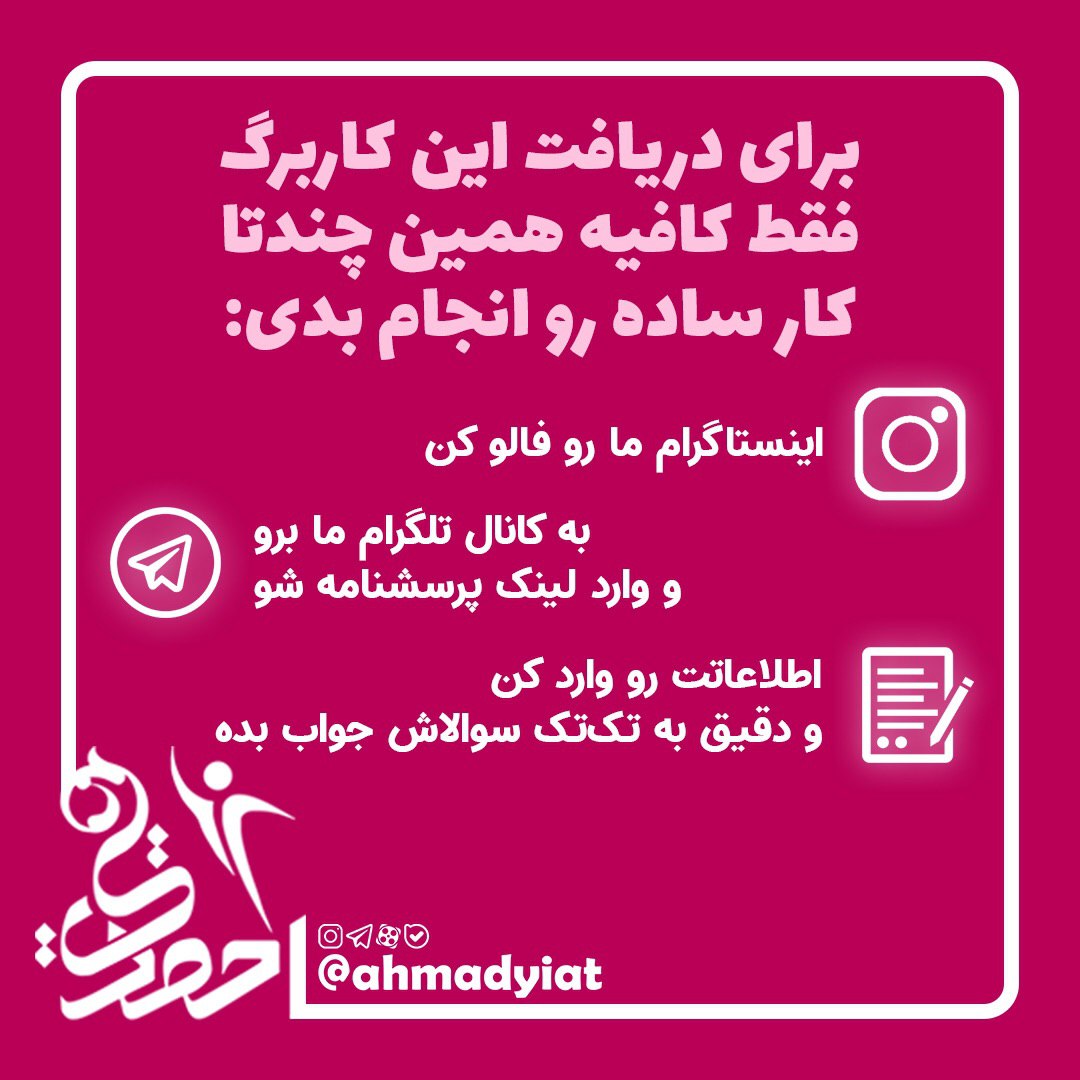 برای دریافت این کاربرگ
فقط کافیه همین چندتا
کار ساده رو انجام بدی:
اینستاگرام ما رو فالو کن
به کانال تلگرام ما برو
و وارد لینک پرسشنامه شو
اطلاعاتت رو وارد کن
و دقیق به تک‌تک سوالاش جواب بده
@ahmadyiat